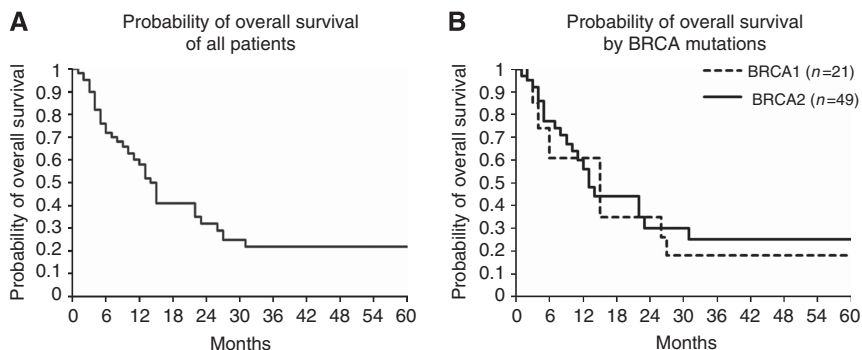 A
Probability of overall survival
of all patients
Probability of overall survival
1
0.9
0.8
0.7
0.6
0.5
0.4
0.3
0.2
0.1
0
0 6 12 18 24 30 36 42 48 54 60
Months
B
Probability of overall survival
by BRCA mutations
BRCA1 (n=21)
BRCA2 (n=49)
Probability of overall survival
1
0.9
0.8
0.7
0.6
0.5
0.4
0.3
0.2
0.1
0
0 6 12 18 24 30 36 42 48 54 60
Months